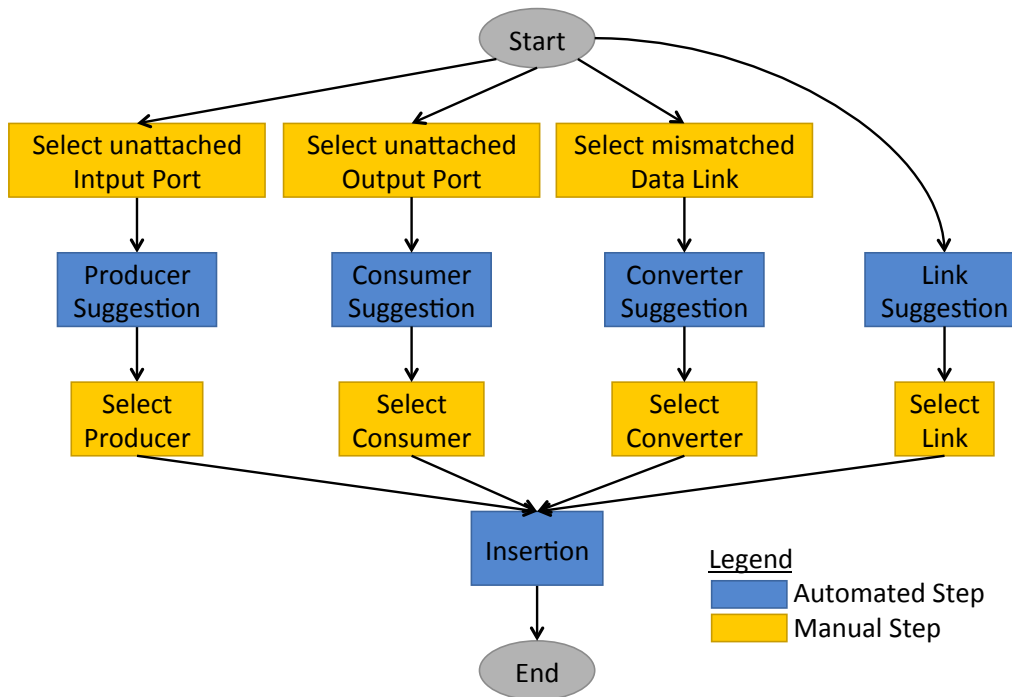 Start
Select unattached
Intput Port
Select unattached
Output Port
Select mismatched
Data Link
Producer
Suggestion
Consumer
Suggestion
Converter
Suggestion
Link
Suggestion
Select
Producer
Select
Consumer
Select
Converter
Select
Link
Insertion
Legend
Automated Step
Manual Step
End